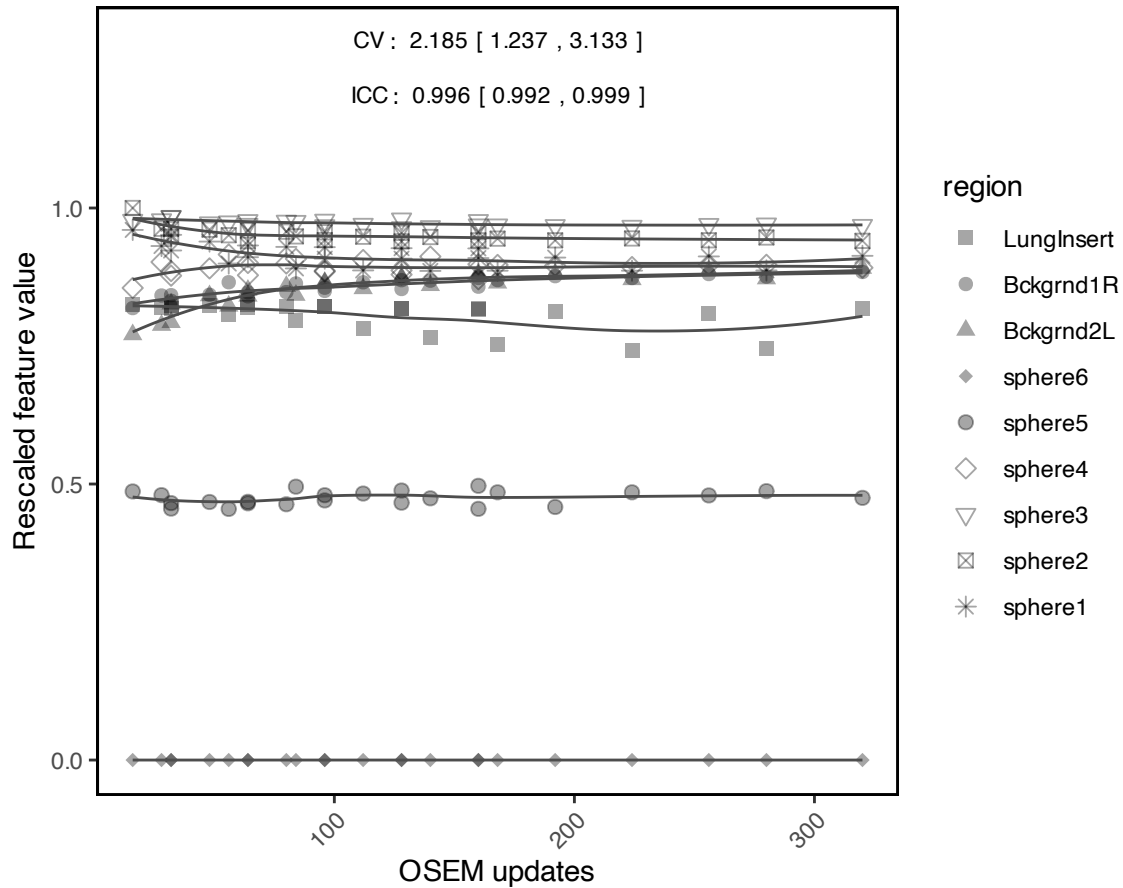 CV : 2.185 [ 1.237 , 3.133 ]
ICC : 0.996 [ 0.992 , 0.999 ]
Rescaled feature value
1.0
0.5
0.0
100
200
300
OSEM updates
region
LungInsert
Bckgrnd1R
Bckgrnd2L
sphere6
sphere5
sphere4
sphere3
sphere2
sphere1